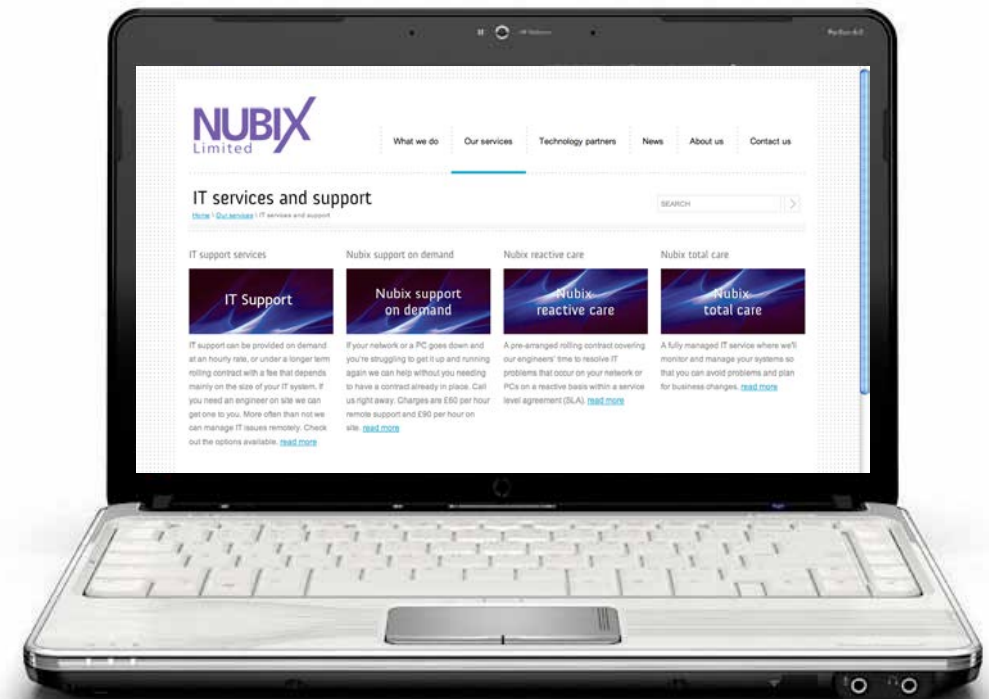 NUBIX
Limited
What we do
Our services
Technology partners
News
About us
Contact us
IT services and support
Home \ Our services \ IT services and support
SEARCH
IT support services
IT Support
IT support can be provided on demand
at an hourly rate, or under a longer term
rolling contract with a fee that depends
mainly on the size of your IT system. If
you need an engineer on site we can
get one to you. More often than not we
can manage IT issues remotely. Check
out the options available. read more
Nubix support on demand
Nubix support
on demand
If your network or a PC goes down and
you're struggling to get it up and running
again we can help without you needing
to have a contract already in place. Call
us right away. Charges are £60 per hour
remote support and £90 per hour on
site. read more
Nubix reactive care
Nubix
reactive care
A pre-arranged rolling contract covering
our engineers' time to resolve IT
problems that occur on your network or
PCs on a reactive basis within a service
level agreement (SLA). read more
Nubix total care
Nubix
total care
A fully managed IT service where we'll
monitor and manage your systems so
that you can avoid problems and plan
for business changes. read more